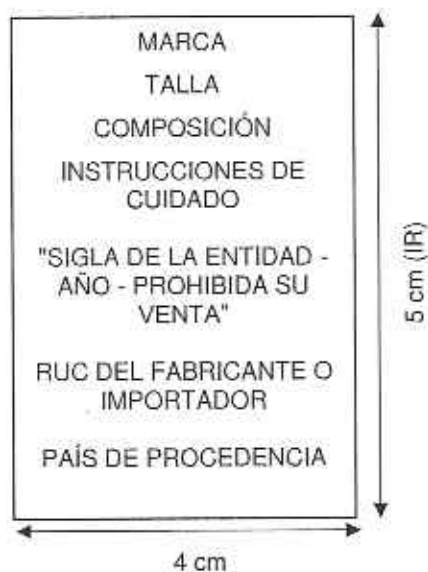 MARCA
TALLA
COMPOSICIÓN
INSTRUCCIONES DE
CUIDADO
"SIGLA DE LA ENTIDAD -
AÑO - PROHIBIDA SU
VENTA"
RUC DEL FABRICANTE O
IMPORTADOR
PAÍS DE PROCEDENCIA
5 cm (IR)
4 cm